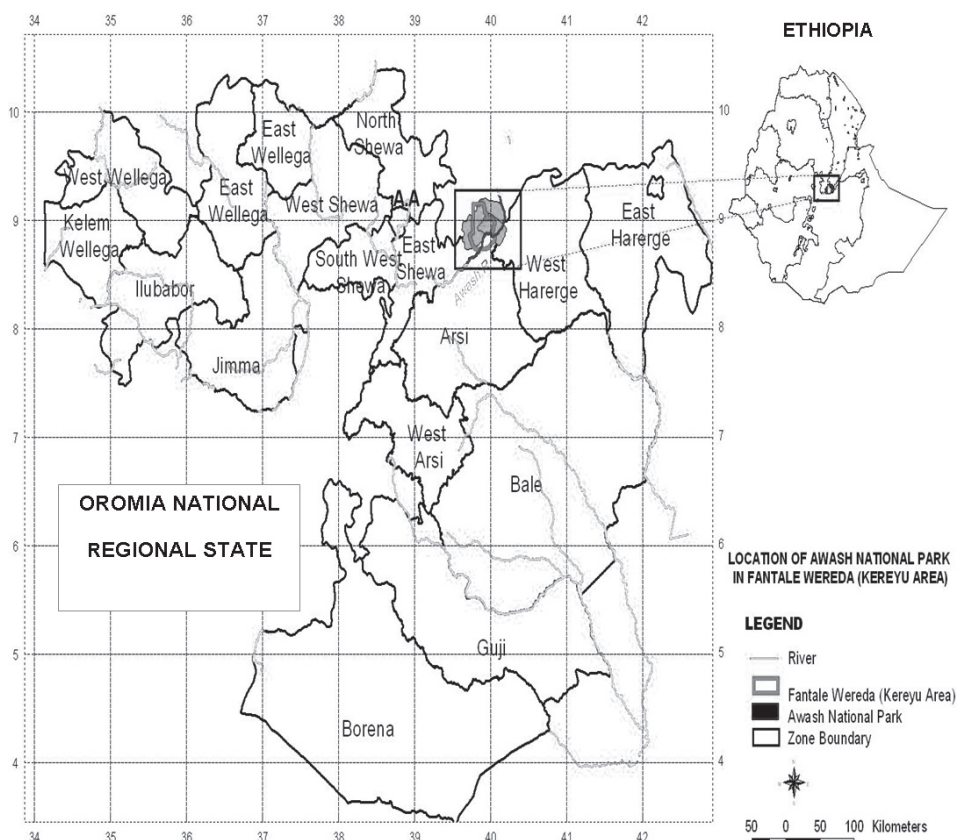 34 35 36 37 38 39 40 41 42
ETHIOPIA
10 10
North
Shewa
East
Wellega
West Wellega
East
Wellega
West Shewa
A.A
9 9
Kelem
Wellega
East
Shewa
South West
Shewa
East
Harerge
West
Harerge
Ilubabor
Awash R.
8 8
Arsi
Jimma
7 7
West
Arsi
Bale
OROMIA NATIONAL
REGIONAL STATE
6 6
LOCATION OF AWASH NATIONAL PARK
IN FANTALE WEREDA (KEREYU AREA)
LEGEND
River
Fantale Wereda (Kereyu Area)
Awash National Park
Zone Boundary
5 5
Guji
Borena
4 4
34 35 36 37 38 39 40 41 42
50 0 50 100 Kilometers